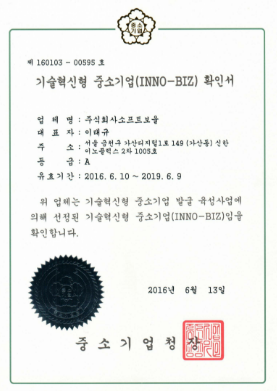 중소
기업
제 160103 - 00595 호
기술혁신형 중소기업(INNO-BIZ) 확인서
업 체 명 : 주식회사소프트로율
대 표 자 : 이태규
주 소 : 서울 금천구 가산디지털1로 149 (가산동) 신한
이노플렉스 2차 1003호
등 급 : A
유효기간 : 2016. 6. 10 ~ 2019. 6. 9
위 업체는 기술혁신형 중소기업 발굴 육성사업에
의해 선정된 기술혁신형 중소기업(INNO-BIZ)임을
확인합니다.
2016년 6월 13일
중소기업청장